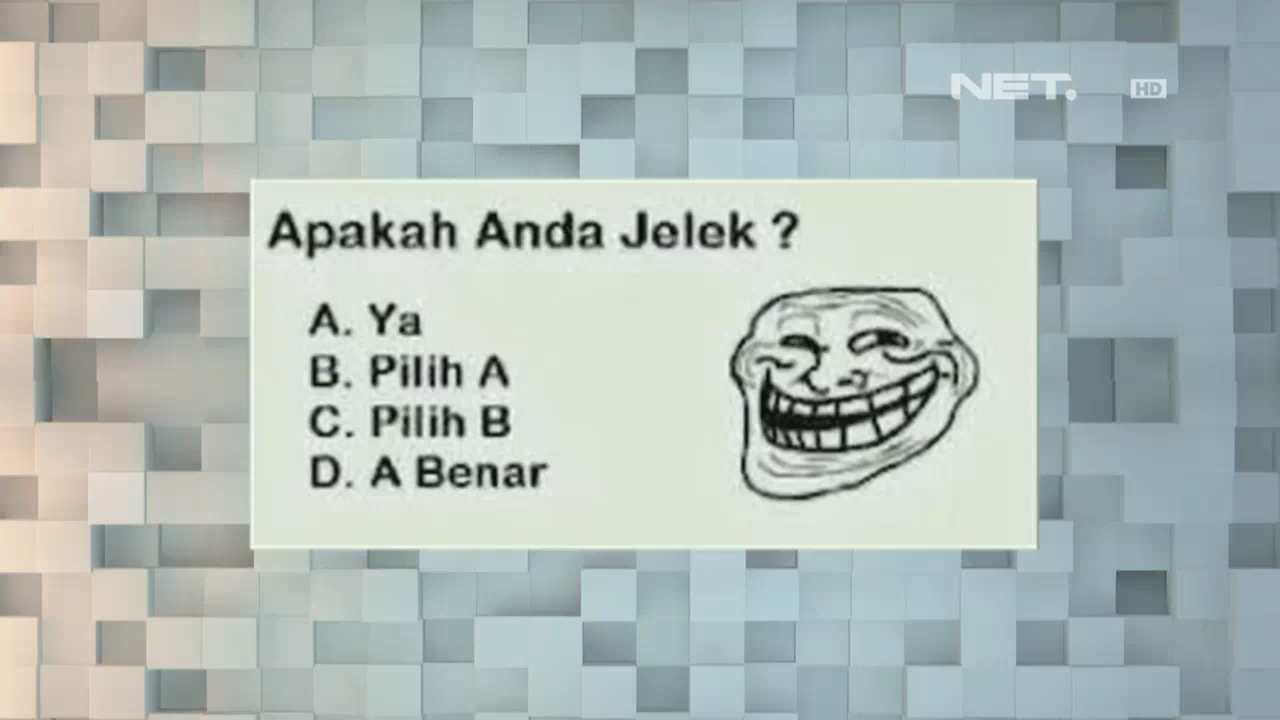 NET. HD
Apakah Anda Jelek ?
A. Ya
B. Pilih A
C. Pilih B
D. A Benar